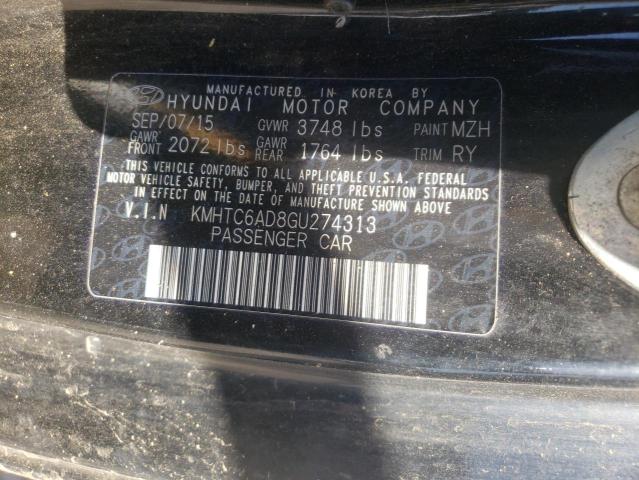 MANUFACTURED IN KOREA BY
HYUNDAI MOTOR COMPANY
SEP/07/15 GVWR 3748 lbs PAINT MZH
GAWR FRONT 2072 lbs GAWR REAR 1764 lbs TRIM RY
THIS VEHICLE CONFORMS TO ALL APPLICABLE U.S.A. FEDERAL
MOTOR VEHICLE SAFETY, BUMPER, AND THEFT PREVENTION STANDARDS
IN EFFECT ON THE DATE OF MANUFACTURE SHOWN ABOVE.
V.I.N KMHTC6AD8GU274313
PASSENGER CAR